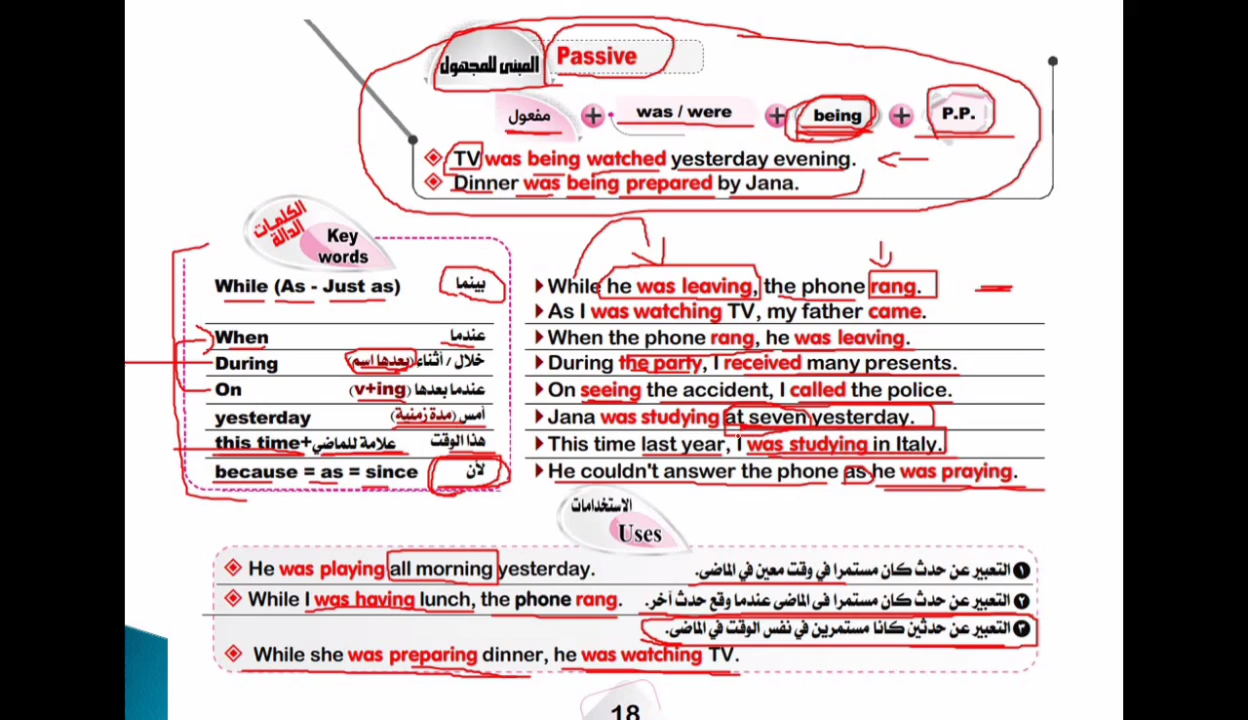 المبنى للمجهول Passive
مفعول + was / were + being + P.P.
TV was being watched yesterday evening.
Dinner was being prepared by Jana.
الكلمات الدالة Key words
While (As - Just as) بينما
While he was leaving, the phone rang.
As I was watching TV, my father came.
When عندما
When the phone rang, he was leaving.
During خلال / أثناء (بعدها اسم)
During the party, I received many presents.
On عندما بعدها (v+ing)
On seeing the accident, I called the police.
yesterday أمس (مدة زمنية)
Jana was studying at seven yesterday.
this time+علامة للماضي هذا الوقت
This time last year, I was studying in Italy.
because = as = since لأن
He couldn't answer the phone as he was praying.
الاستخدامات Uses
١ التعبير عن حدث كان مستمرا في وقت معين في الماضى.
He was playing all morning yesterday.
٢ التعبير عن حدث كان مستمرا فى الماضى عندما وقع حدث آخر.
While I was having lunch, the phone rang.
٣ التعبير عن حدثين كانا مستمرين في نفس الوقت في الماضى.
While she was preparing dinner, he was watching TV.
18